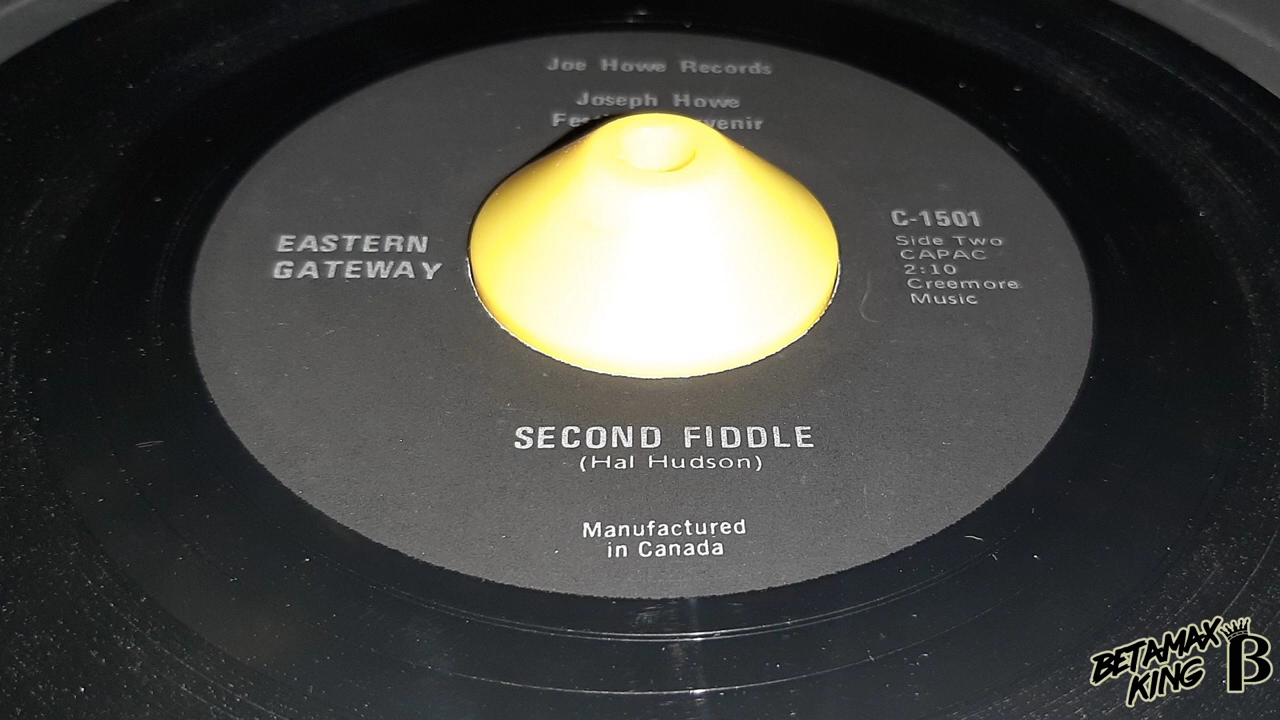 Joe Howe Records
Joseph Howe
EASTERN
GATEWAY
C-1501
Side Two
CAPAC
2:10
Creemore
Music
SECOND FIDDLE
(Hal Hudson)
Manufactured
in Canada
BETAMAX
KING
B